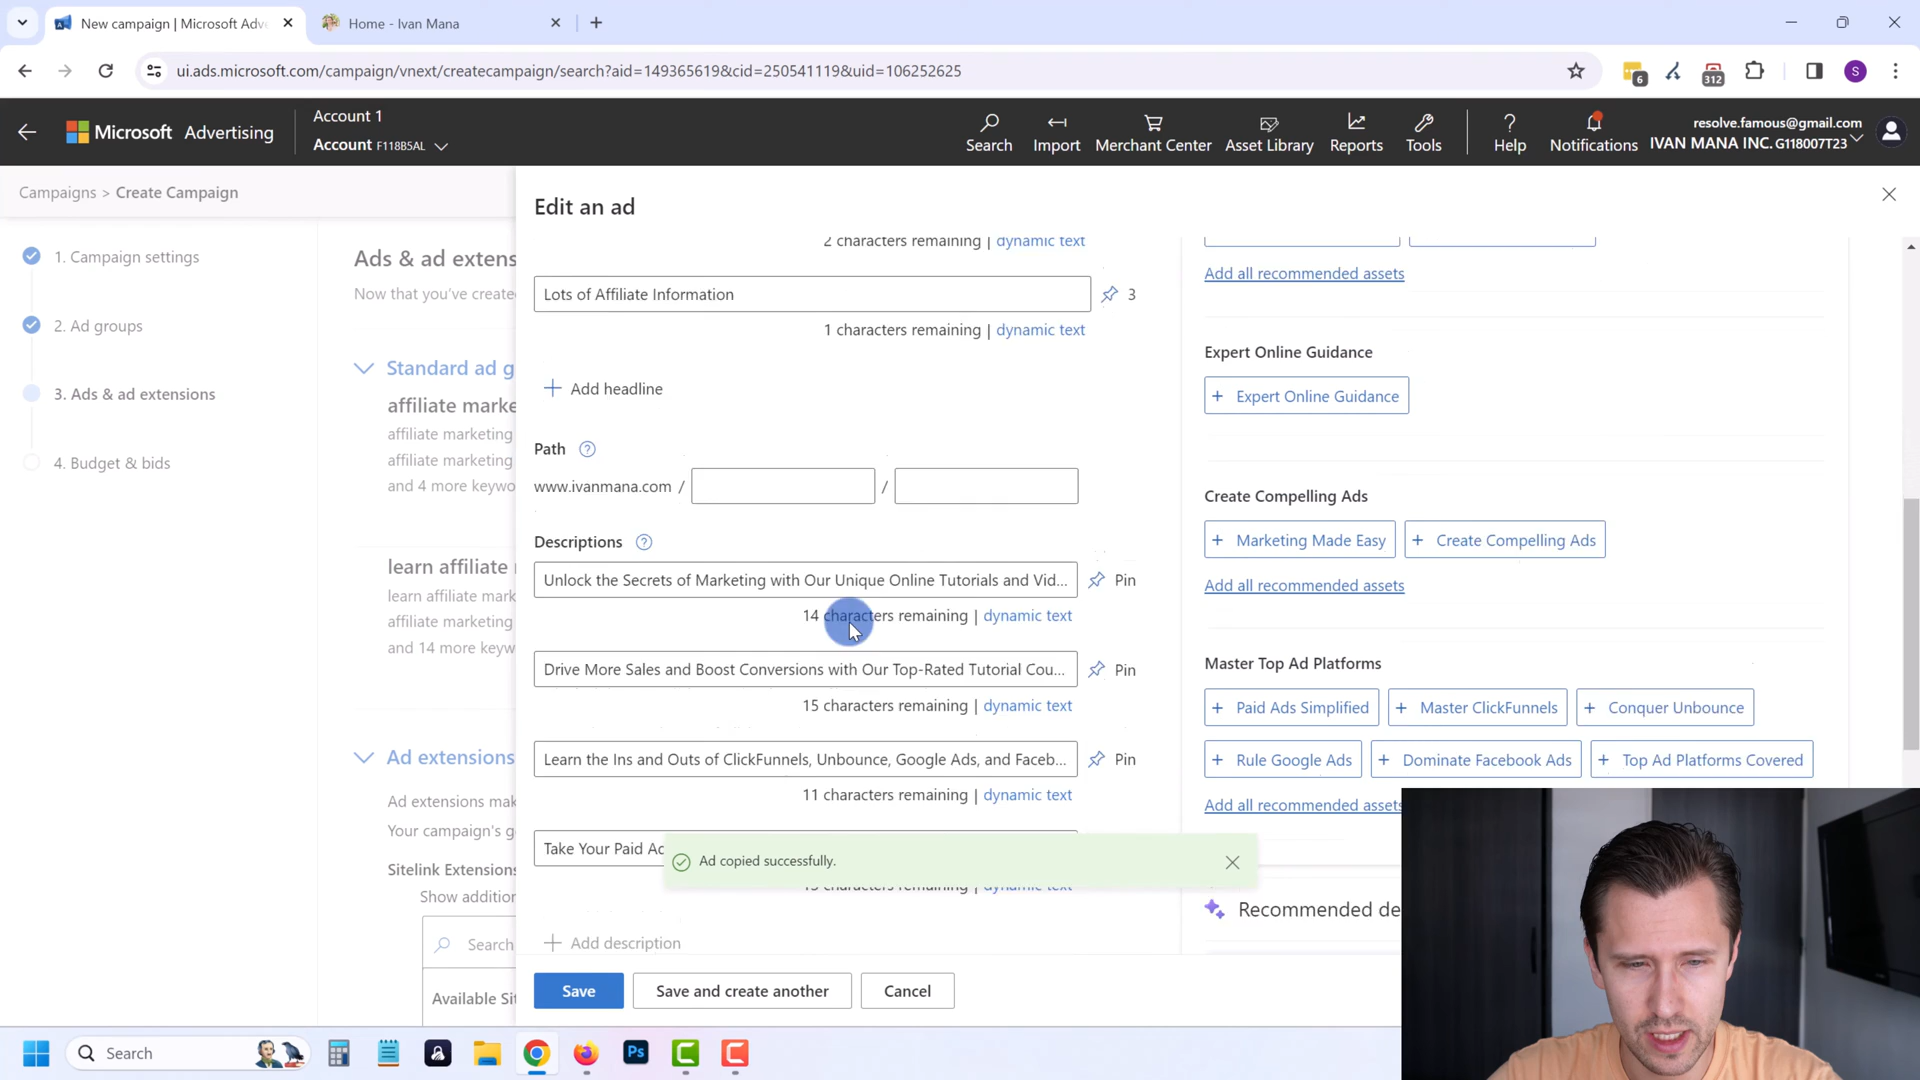 New campaign | Microsoft Adve
Home - Ivan Mana
ui.ads.microsoft.com/campaign/vnext/createcampaign/search?aid=149365619&cid=250541119&uid=106252625
6
312
S
Microsoft Advertising
Account 1
Account F118B5AL
Search
Import
Merchant Center
Asset Library
Reports
Tools
Help
Notifications
resolve.famous@gmail.com
IVAN MANA INC. G118007T23
Campaigns > Create Campaign
1. Campaign settings
2. Ad groups
3. Ads & ad extensions
4. Budget & bids
Ads & ad extens
Now that you've create
Standard ad g
affiliate marke
affiliate marketing
affiliate marketing
and 4 more keywo
learn affiliate
learn affiliate mark
affiliate marketing
and 14 more keyw
Ad extensions
Ad extensions mak
Your campaign's g
Sitelink Extensions
Show addition
Search
Available Sit
Edit an ad
2 characters remaining | dynamic text
Lots of Affiliate Information
3
1 characters remaining | dynamic text
Add headline
Path
www.ivanmana.com /
/
Descriptions
Unlock the Secrets of Marketing with Our Unique Online Tutorials and Vid...
Pin
14 characters remaining | dynamic text
Drive More Sales and Boost Conversions with Our Top-Rated Tutorial Cou...
Pin
15 characters remaining | dynamic text
Learn the Ins and Outs of ClickFunnels, Unbounce, Google Ads, and Faceb...
Pin
11 characters remaining | dynamic text
Take Your Paid Ad
Ad copied successfully.
characters remaining | dynamic text
Add description
Save
Save and create another
Cancel
Add all recommended assets
Expert Online Guidance
+ Expert Online Guidance
Create Compelling Ads
+ Marketing Made Easy
+ Create Compelling Ads
Add all recommended assets
Master Top Ad Platforms
+ Paid Ads Simplified
+ Master ClickFunnels
+ Conquer Unbounce
+ Rule Google Ads
+ Dominate Facebook Ads
+ Top Ad Platforms Covered
Add all recommended assets
Recommended de
Search
Ps